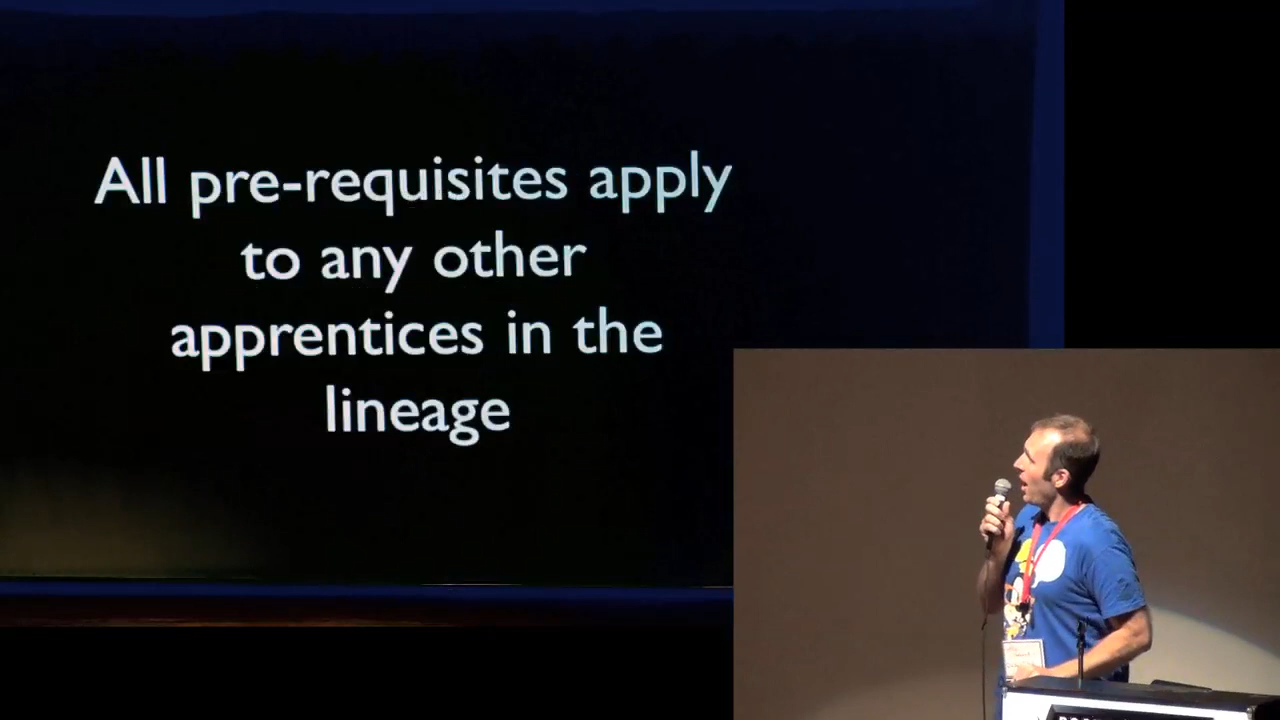 All pre-requisites apply
to any other
apprentices in the
lineage